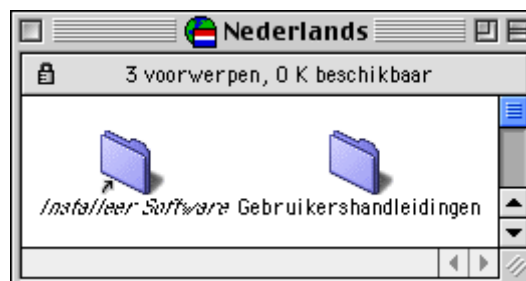 Nederlands
3 voorwerpen, 0 K beschikbaar
Installeer Software Gebruikershandleidingen